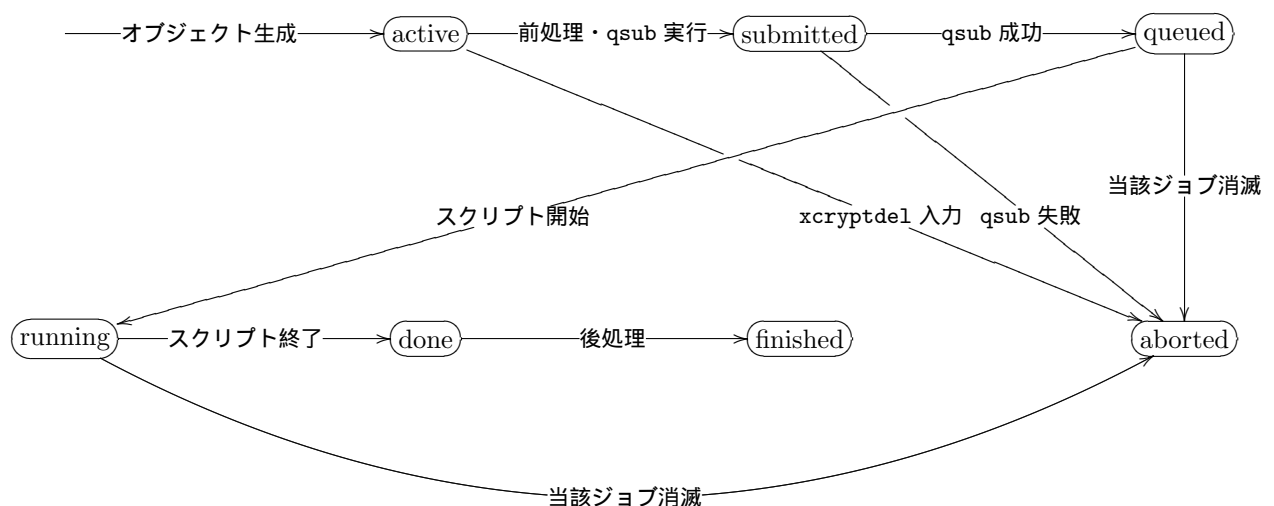 オブジェクト生成 active 前処理・qsub 実行 submitted qsub 成功 queued
当該ジョブ消滅
スクリプト開始 xcryptdel 入力 qsub 失敗
running スクリプト終了 done 後処理 finished aborted
当該ジョブ消滅